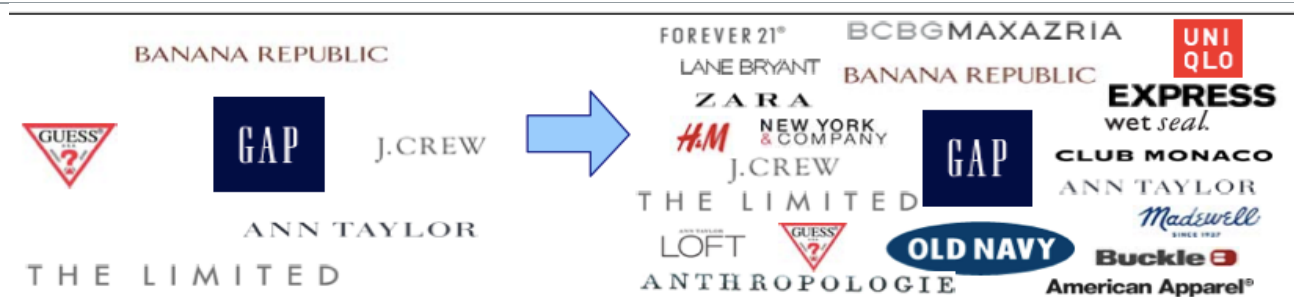 BANANA REPUBLIC
GUESS
?
GAP
J.CREW
ANN TAYLOR
THE LIMITED
FOREVER 21®
BCBGMAXAZRIA
UNI
QLO
LANE BRYANT
BANANA REPUBLIC
ZARA
EXPRESS
wet seal.
H&M
NEW YORK
& COMPANY
GAP
CLUB MONACO
J.CREW
ANN TAYLOR
THE LIMITED
Madewell
SINCE 1937
ANN TAYLOR
LOFT
GUESS
?
OLD NAVY
Buckle B
ANTHROPOLOGIE
American Apparel®